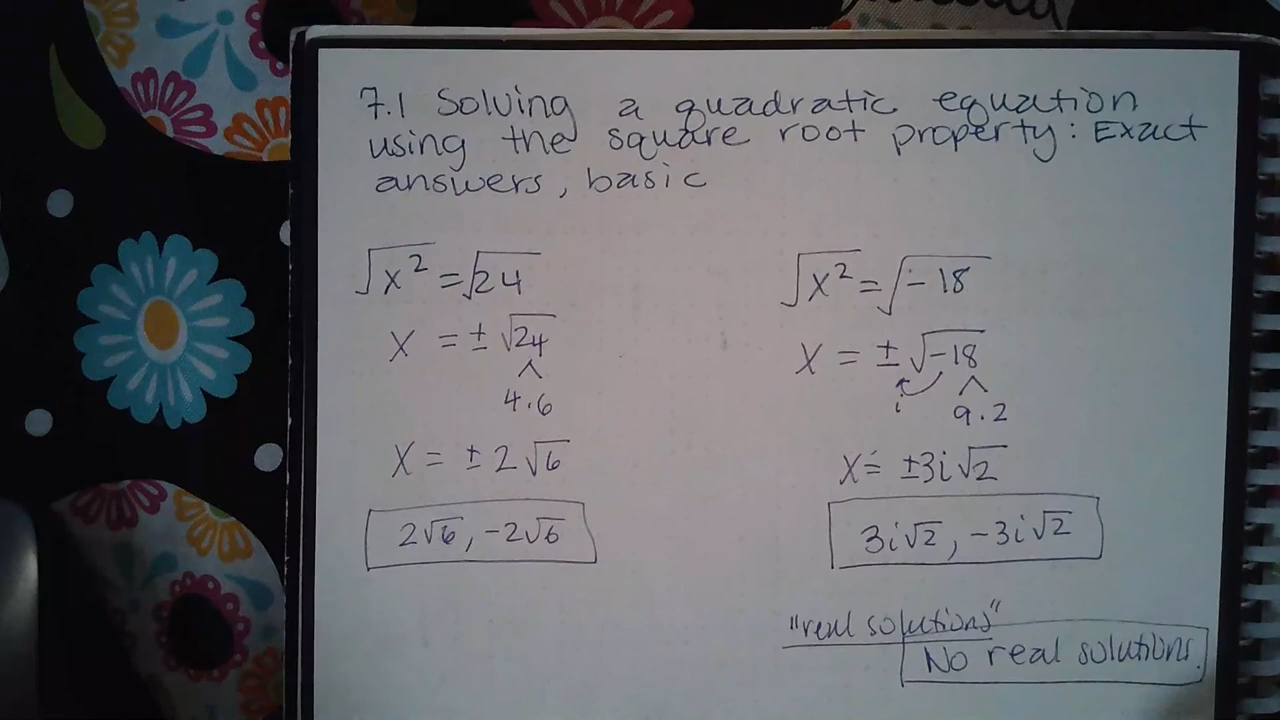 7.1 Solving a quadratic equation
using the square root property: Exact
answers, basic
√x² = √24
x = ± √24
4.6
x = ± 2√6
2√6, -2√6
√x² = √-18
x = ± √-18
i 9.2
x = ±3i√2
3i√2, -3i√2
"real solutions"
No real solutions.